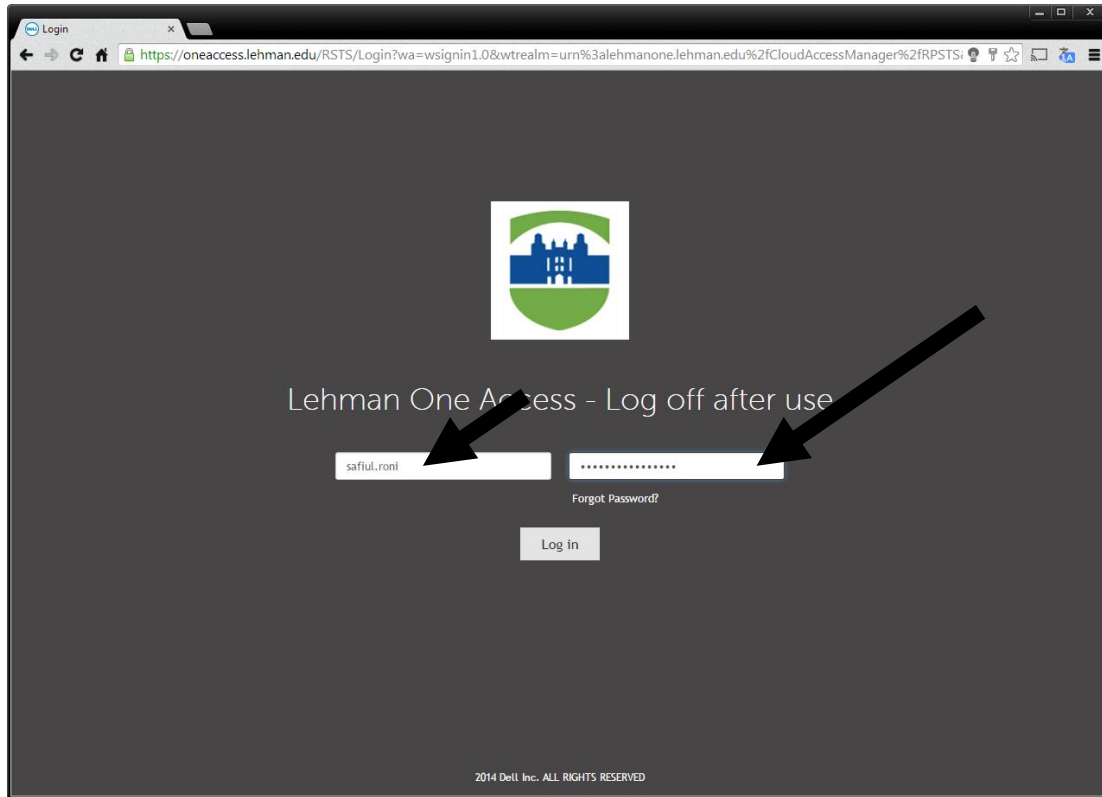 Login
https://oneaccess.lehman.edu/RSTS/Login?wa=wsignin1.0&wtrealm=urn%3alehmanone.lehman.edu%2fCloudAccessManager%2fRPSTS
Lehman One Access - Log off after use
safiul.roni
Forgot Password?
Log in
2014 Dell Inc. ALL RIGHTS RESERVED